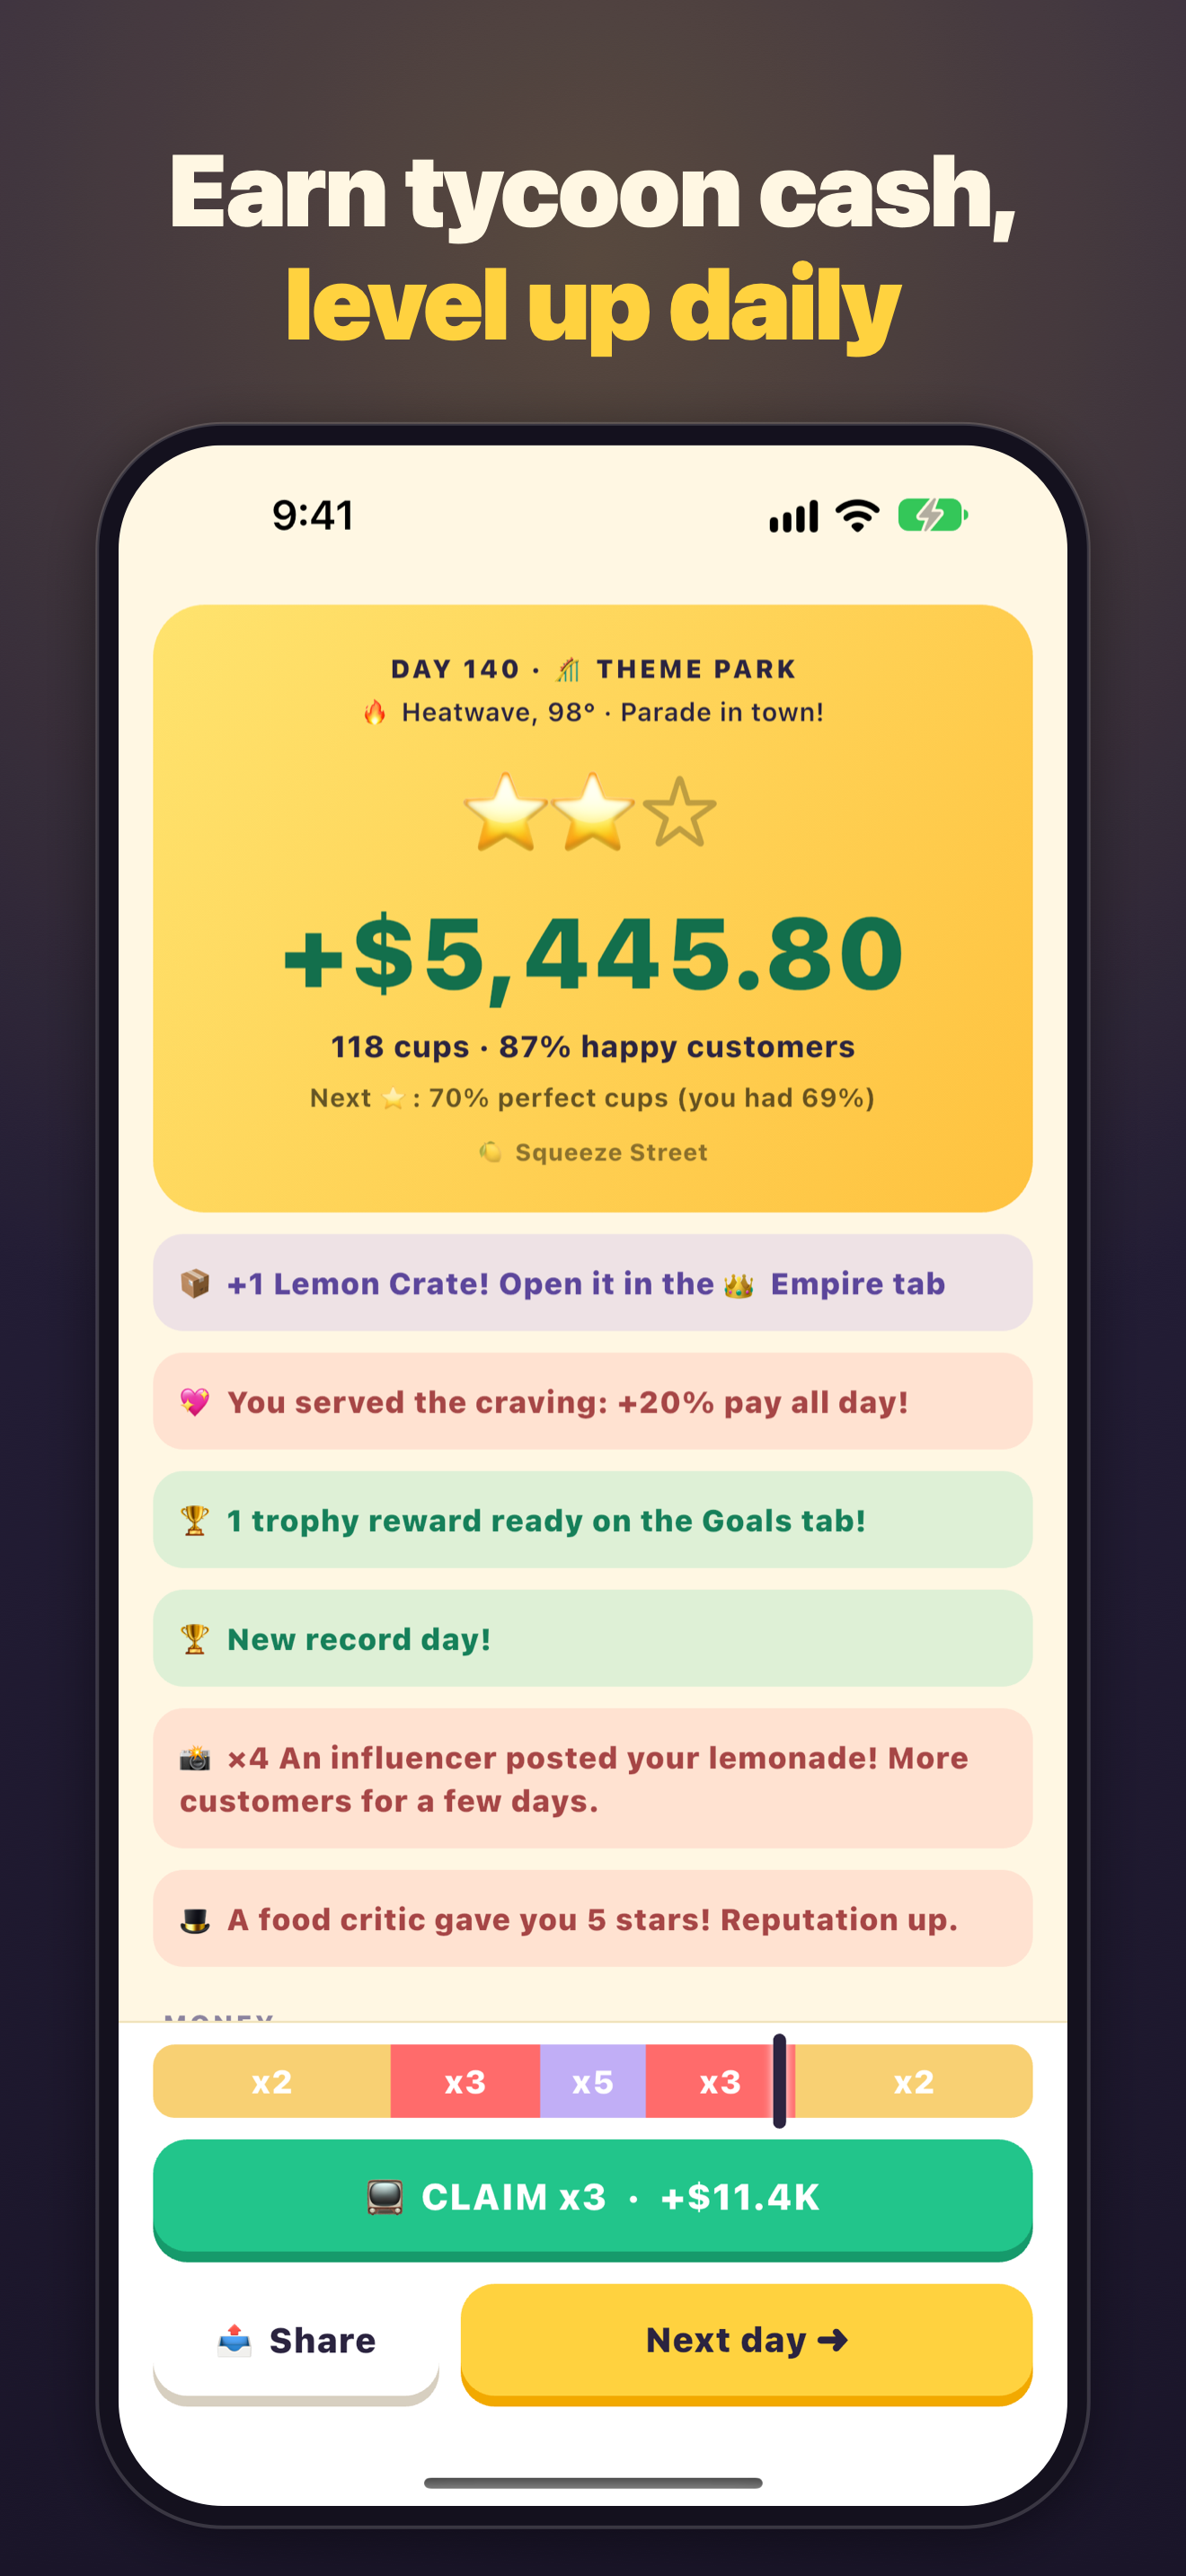 Earn tycoon cash,
level up daily
9:41
DAY 140 · 🎢 THEME PARK
🔥 Heatwave, 98° · Parade in town!
+$5,445.80
118 cups · 87% happy customers
Next ⭐: 70% perfect cups (you had 69%)
🍋 Squeeze Street
📦 +1 Lemon Crate! Open it in the 👑 Empire tab
💖 You served the craving: +20% pay all day!
🏆 1 trophy reward ready on the Goals tab!
🏆 New record day!
📸 ×4 An influencer posted your lemonade! More
customers for a few days.
🎩 A food critic gave you 5 stars! Reputation up.
MONEY
x2 x3 x5 x3 x2
📺 CLAIM x3 · +$11.4K
📤 Share
Next day ➜